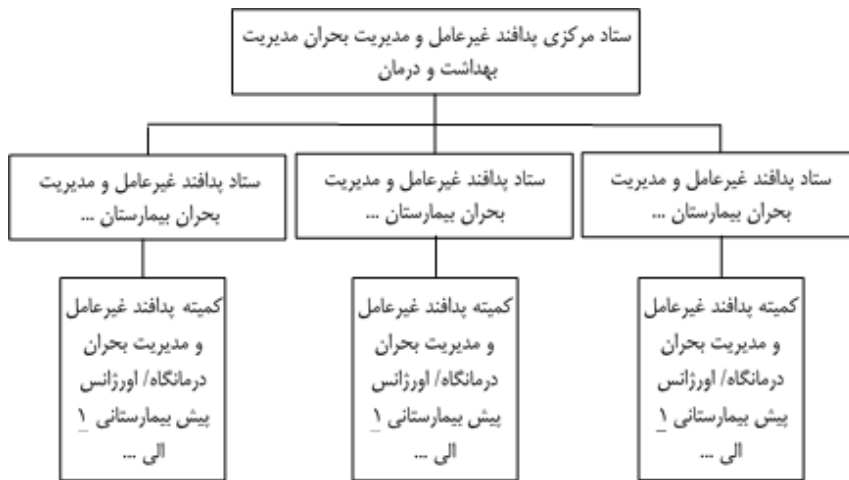 ستاد مرکزی پدافند غیرعامل و مدیریت بحران مدیریت
بهداشت و درمان
ستاد پدافند غیرعامل و مدیریت
بحران بیمارستان ...
ستاد پدافند غیرعامل و مدیریت
بحران بیمارستان ...
ستاد پدافند غیرعامل و مدیریت
بحران بیمارستان ...
کمیته پدافند غیرعامل
و مدیریت بحران
درمانگاه/ اورژانس
پیش بیمارستانی ۱
الی ...
کمیته پدافند غیرعامل
و مدیریت بحران
درمانگاه/ اورژانس
پیش بیمارستانی ۱
الی ...
کمیته پدافند غیرعامل
و مدیریت بحران
درمانگاه/ اورژانس
پیش بیمارستانی ۱
الی ...